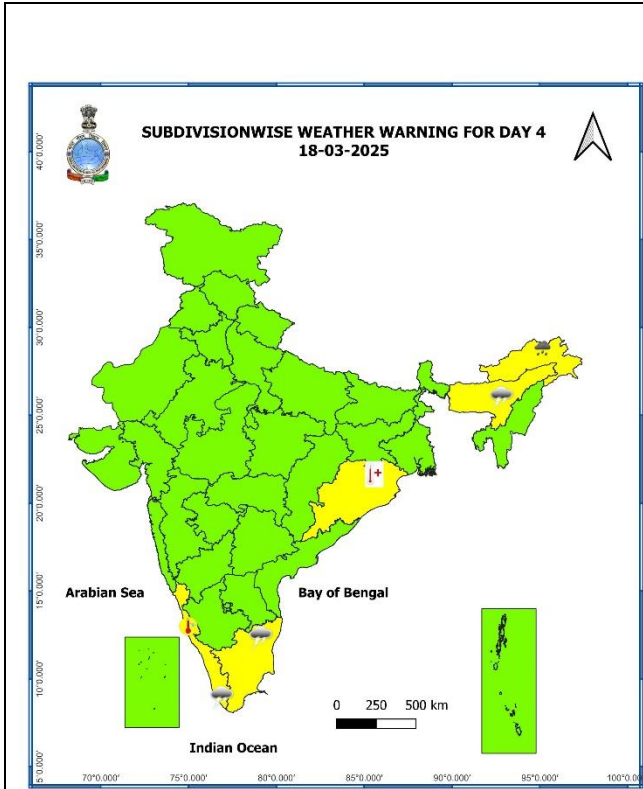 SUBDIVISIONWISE WEATHER WARNING FOR DAY 4
18-03-2025
40°0.000'
35°0.000'
30°0.000'
25°0.000'
20°0.000'
15°0.000'
10°0.000'
5°0.000'
Arabian Sea
Bay of Bengal
0 250 500 km
Indian Ocean
70°0.000' 75°0.000' 80°0.000' 85°0.000' 90°0.000' 95°0.000' 100°0.00